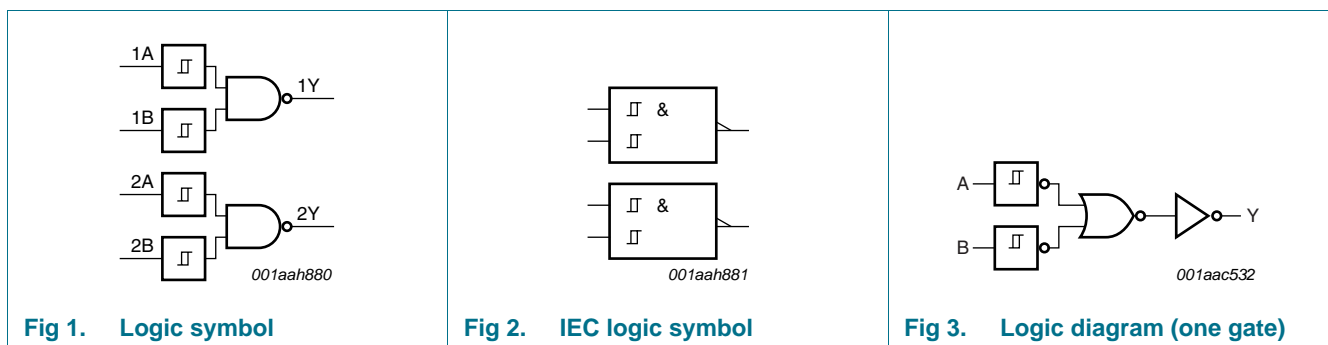 1A
1Y
1B
2A
2Y
2B
001aah880
Fig 1. Logic symbol
&
&
001aah881
Fig 2. IEC logic symbol
A
Y
B
001aac532
Fig 3. Logic diagram (one gate)